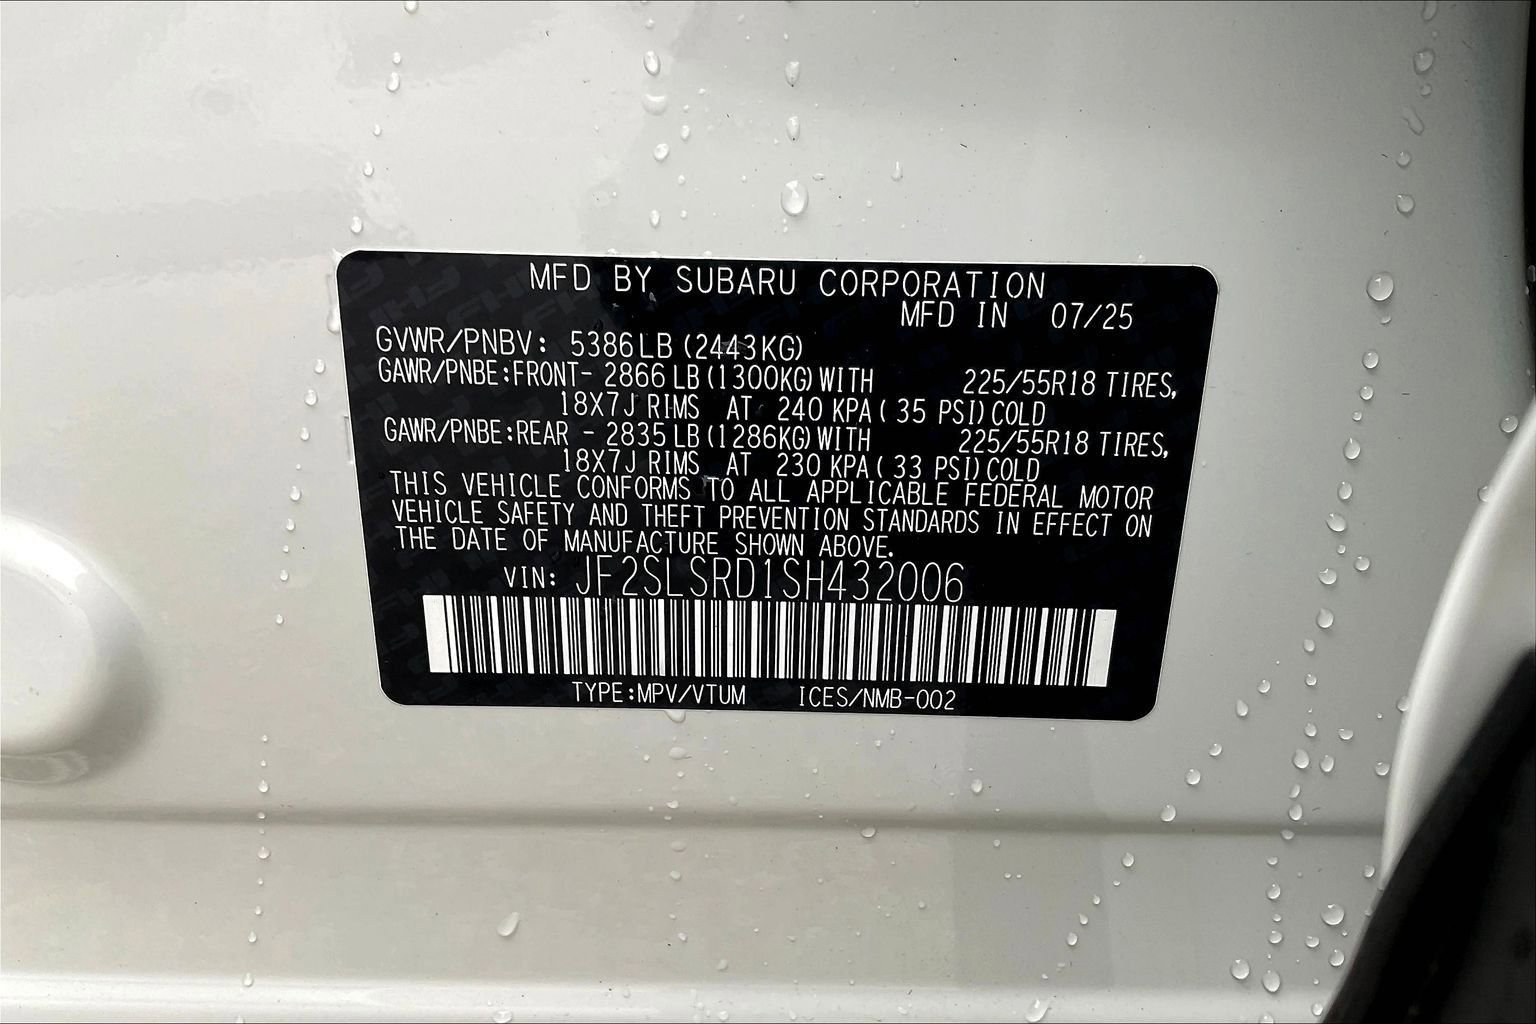 MFD BY SUBARU CORPORATION
MFD IN 07/25
GVWR/PNBV: 5386LB (2443KG)
GAWR/PNBE:FRONT- 2866 LB (1300KG) WITH 225/55R18 TIRES,
18X7J RIMS AT 240 KPA ( 35 PSI) COLD
GAWR/PNBE:REAR - 2835 LB (1286KG) WITH 225/55R18 TIRES,
18X7J RIMS AT 230 KPA ( 33 PSI) COLD
THIS VEHICLE CONFORMS TO ALL APPLICABLE FEDERAL MOTOR
VEHICLE SAFETY AND THEFT PREVENTION STANDARDS IN EFFECT ON
THE DATE OF MANUFACTURE SHOWN ABOVE.
VIN: JF2SLSRD1SH432006
TYPE:MPV/VTUM ICES/NMB-002